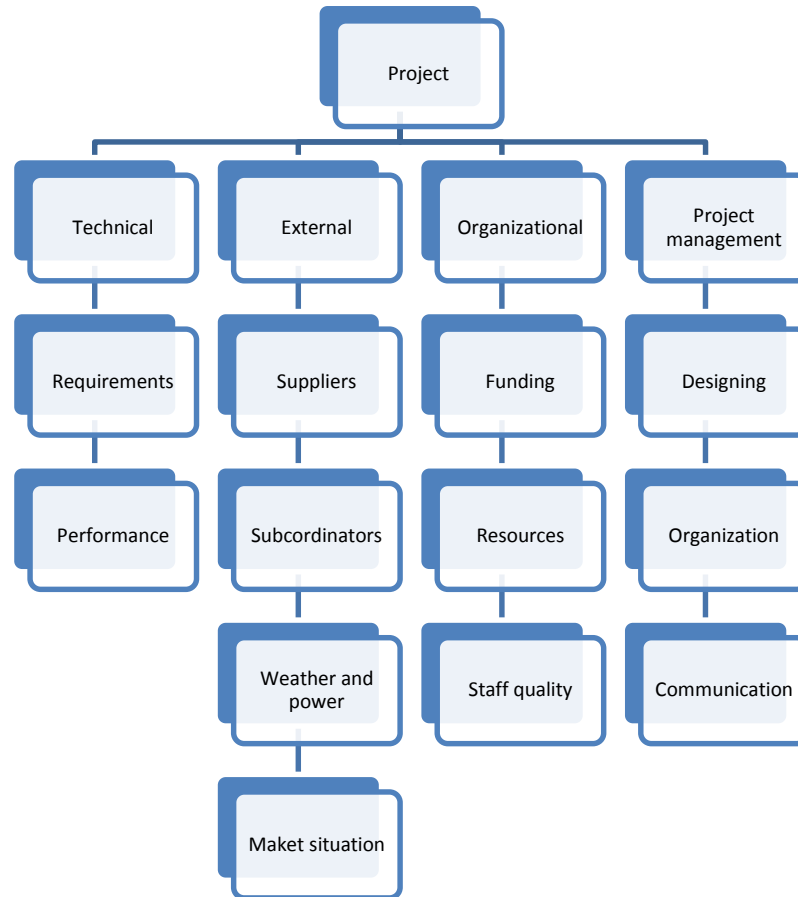 Project
Technical
External
Organizational
Project
management
Requirements
Suppliers
Funding
Designing
Performance
Subcordinators
Resources
Organization
Weather and
power
Staff quality
Communication
Maket situation